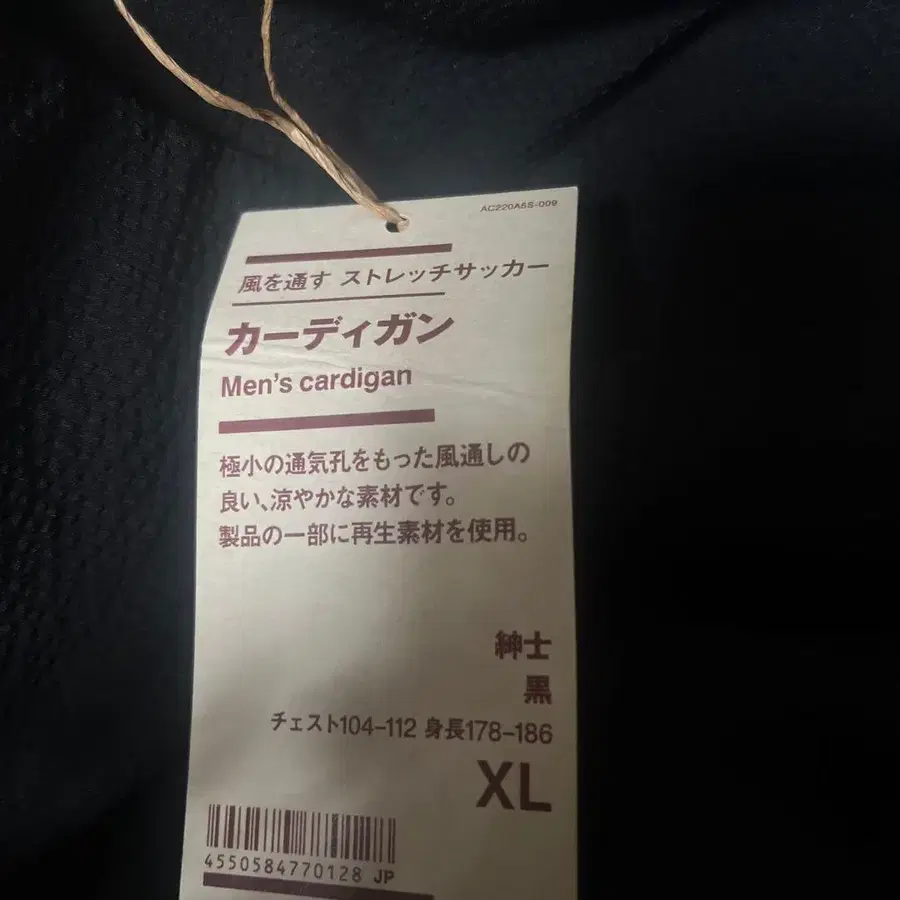 AC220A5S-009
風を通す ストレッチサッカー
カーディガン
Men's cardigan
極小の通気孔をもった風通しの
良い、涼やかな素材です。
製品の一部に再生素材を使用。
紳士
黒
チェスト104-112 身長178-186
XL
4550584770128 JP